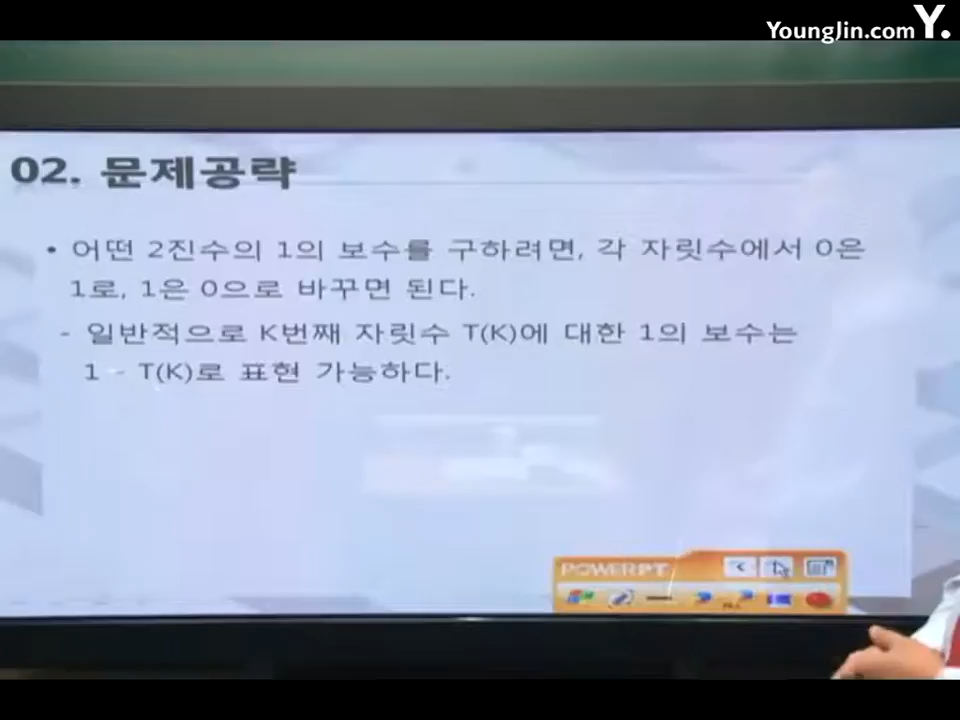 YoungJin.com Y.
02. 문제공략
• 어떤 2진수의 1의 보수를 구하려면, 각 자릿수에서 0은
1로, 1은 0으로 바꾸면 된다.
- 일반적으로 K번째 자릿수 T(K)에 대한 1의 보수는
1 - T(K)로 표현 가능하다.
POWERPT